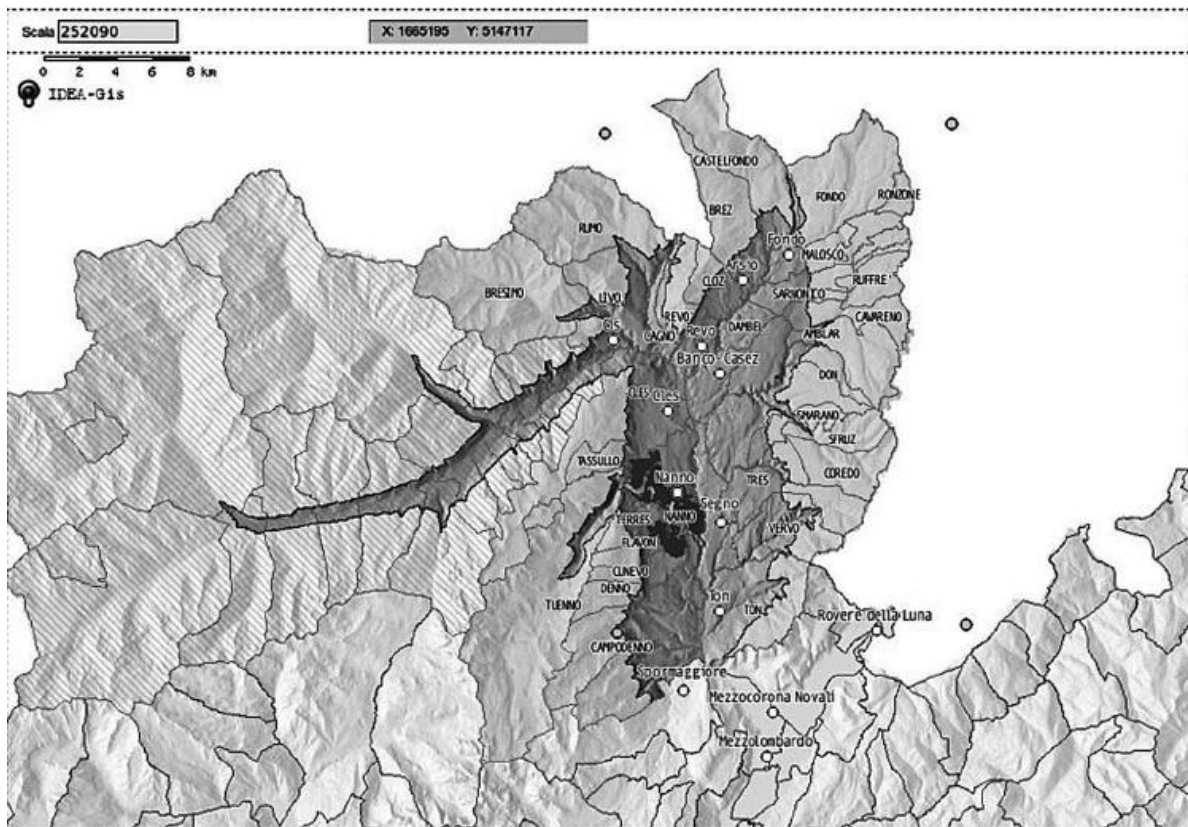 Scala 252090
X: 1665195 Y: 5147117
0 2 4 6 8 km
IDEA-Gis
CASTELFONDO
FONDO
RONZONE
BREZ
RUMO
Fondo
MALOSCO
Arsio
CLOZ
RUFFRE'
BRESIMO
SARNONICO
LIVO
REVO
CAVARENO
Cis
CAGNO
Revo
DAMBEL
AMBLAR
Banco-Casez
DON
CLES
Cles
SMARANO
SFRUZ
TASSULLO
COREDO
Nanno
TRES
Segno
TERRES
NANNO
VERVO
FLAVON
CUNEVO
DENNO
TUENNO
Ton
TON
Rovere della Luna
CAMPODENNO
Spormaggiore
Mezzocorona Novali
Mezzolombardo